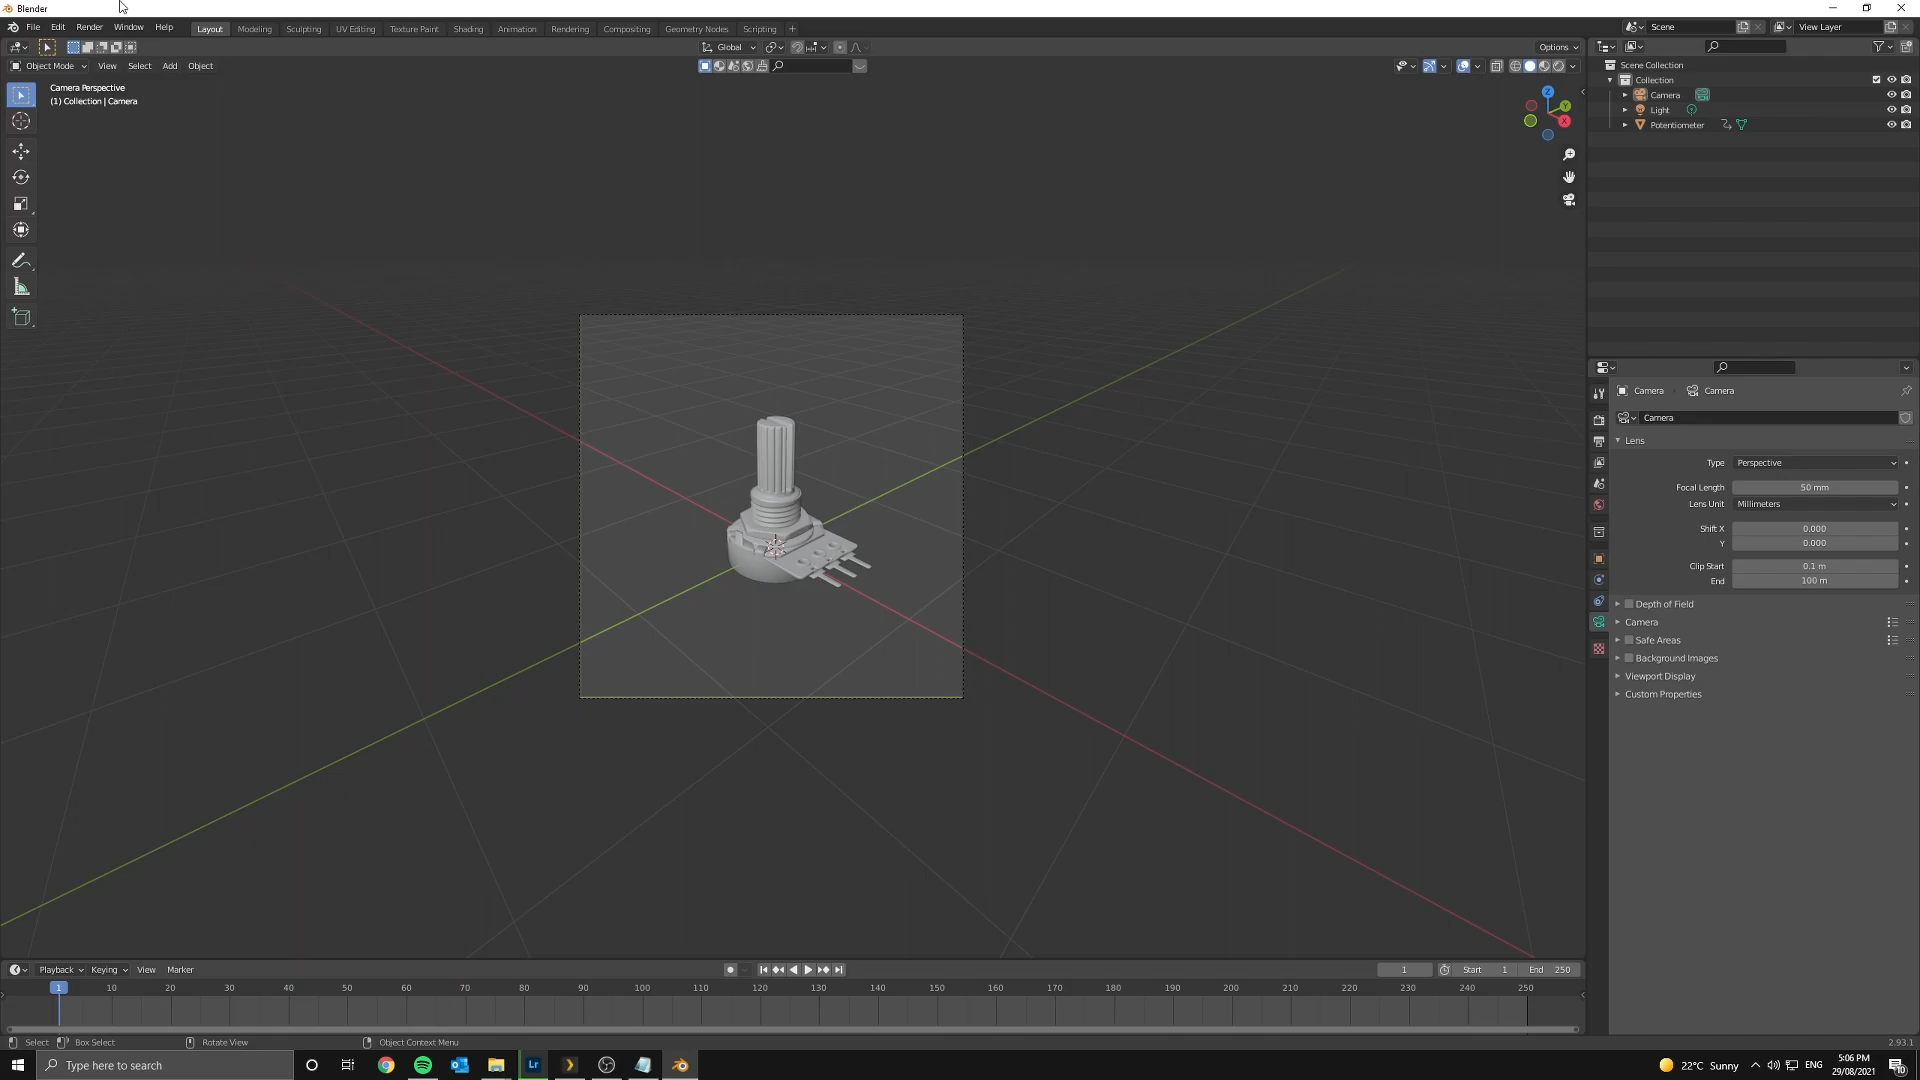 Blender
File Edit Render Window Help
Layout Modeling Sculpting UV Editing Texture Paint Shading Animation Rendering Compositing Geometry Nodes Scripting +
Scene
View Layer
Global
Options
Object Mode View Select Add Object
Camera Perspective
(1) Collection | Camera
Z
Y
X
Scene Collection
Collection
Camera
Light
Potentiometer
Camera Camera
Camera
Lens
Type Perspective
Focal Length 50 mm
Lens Unit Millimeters
Shift X 0.000
Y 0.000
Clip Start 0.1 m
End 100 m
Depth of Field
Camera
Safe Areas
Background Images
Viewport Display
Custom Properties
Playback Keying View Marker
1 Start 1 End 250
1 10 20 30 40 50 60 70 80 90 100 110 120 130 140 150 160 170 180 190 200 210 220 230 240 250
Select Box Select Rotate View Object Context Menu
2.93.1
Type here to search
Lr
22°C Sunny
ENG
5:06 PM
29/08/2021
10